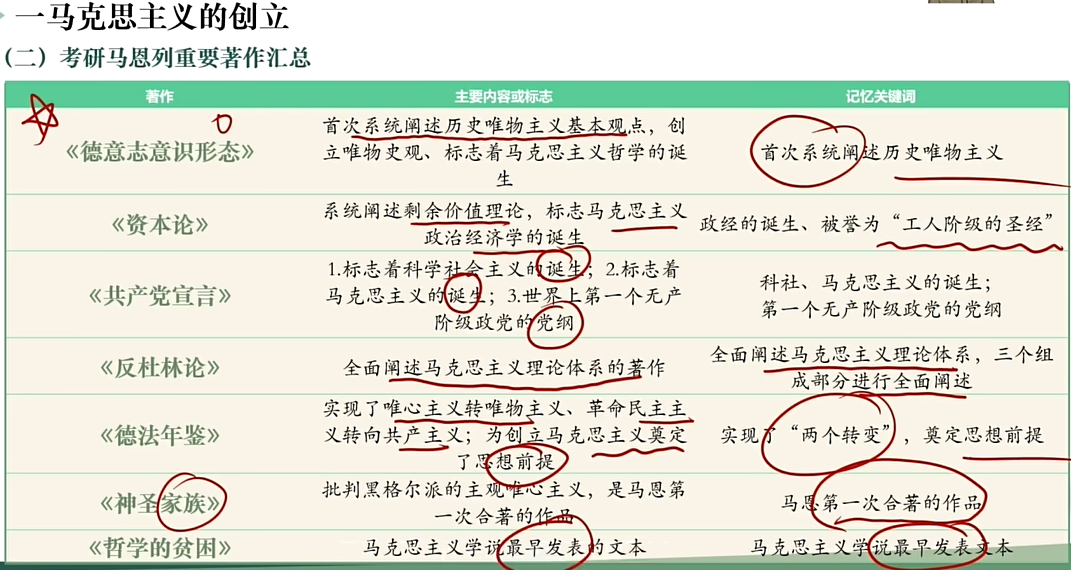 一马克思主义的创立
（二）考研马恩列重要著作汇总
著作 主要内容或标志 记忆关键词
《德意志意识形态》
首次系统阐述历史唯物主义基本观点，创
立唯物史观、标志着马克思主义哲学的诞
生
首次系统阐述历史唯物主义
《资本论》
系统阐述剩余价值理论，标志马克思主义
政治经济学的诞生
政经的诞生、被誉为“工人阶级的圣经”
《共产党宣言》
1.标志着科学社会主义的诞生；2.标志着
马克思主义的诞生；3.世界上第一个无产
阶级政党的党纲
科社、马克思主义的诞生；
第一个无产阶级政党的党纲
《反杜林论》
全面阐述马克思主义理论体系的著作
全面阐述马克思主义理论体系，三个组
成部分进行全面阐述
《德法年鉴》
实现了唯心主义转唯物主义、革命民主主
义转向共产主义；为创立马克思主义奠定
了思想前提
实现了“两个转变”，奠定思想前提
《神圣家族》
批判黑格尔派的主观唯心主义，是马恩第
一次合著的作品
马恩第一次合著的作品
《哲学的贫困》
马克思主义学说最早发表的文本
马克思主义学说最早发表文本